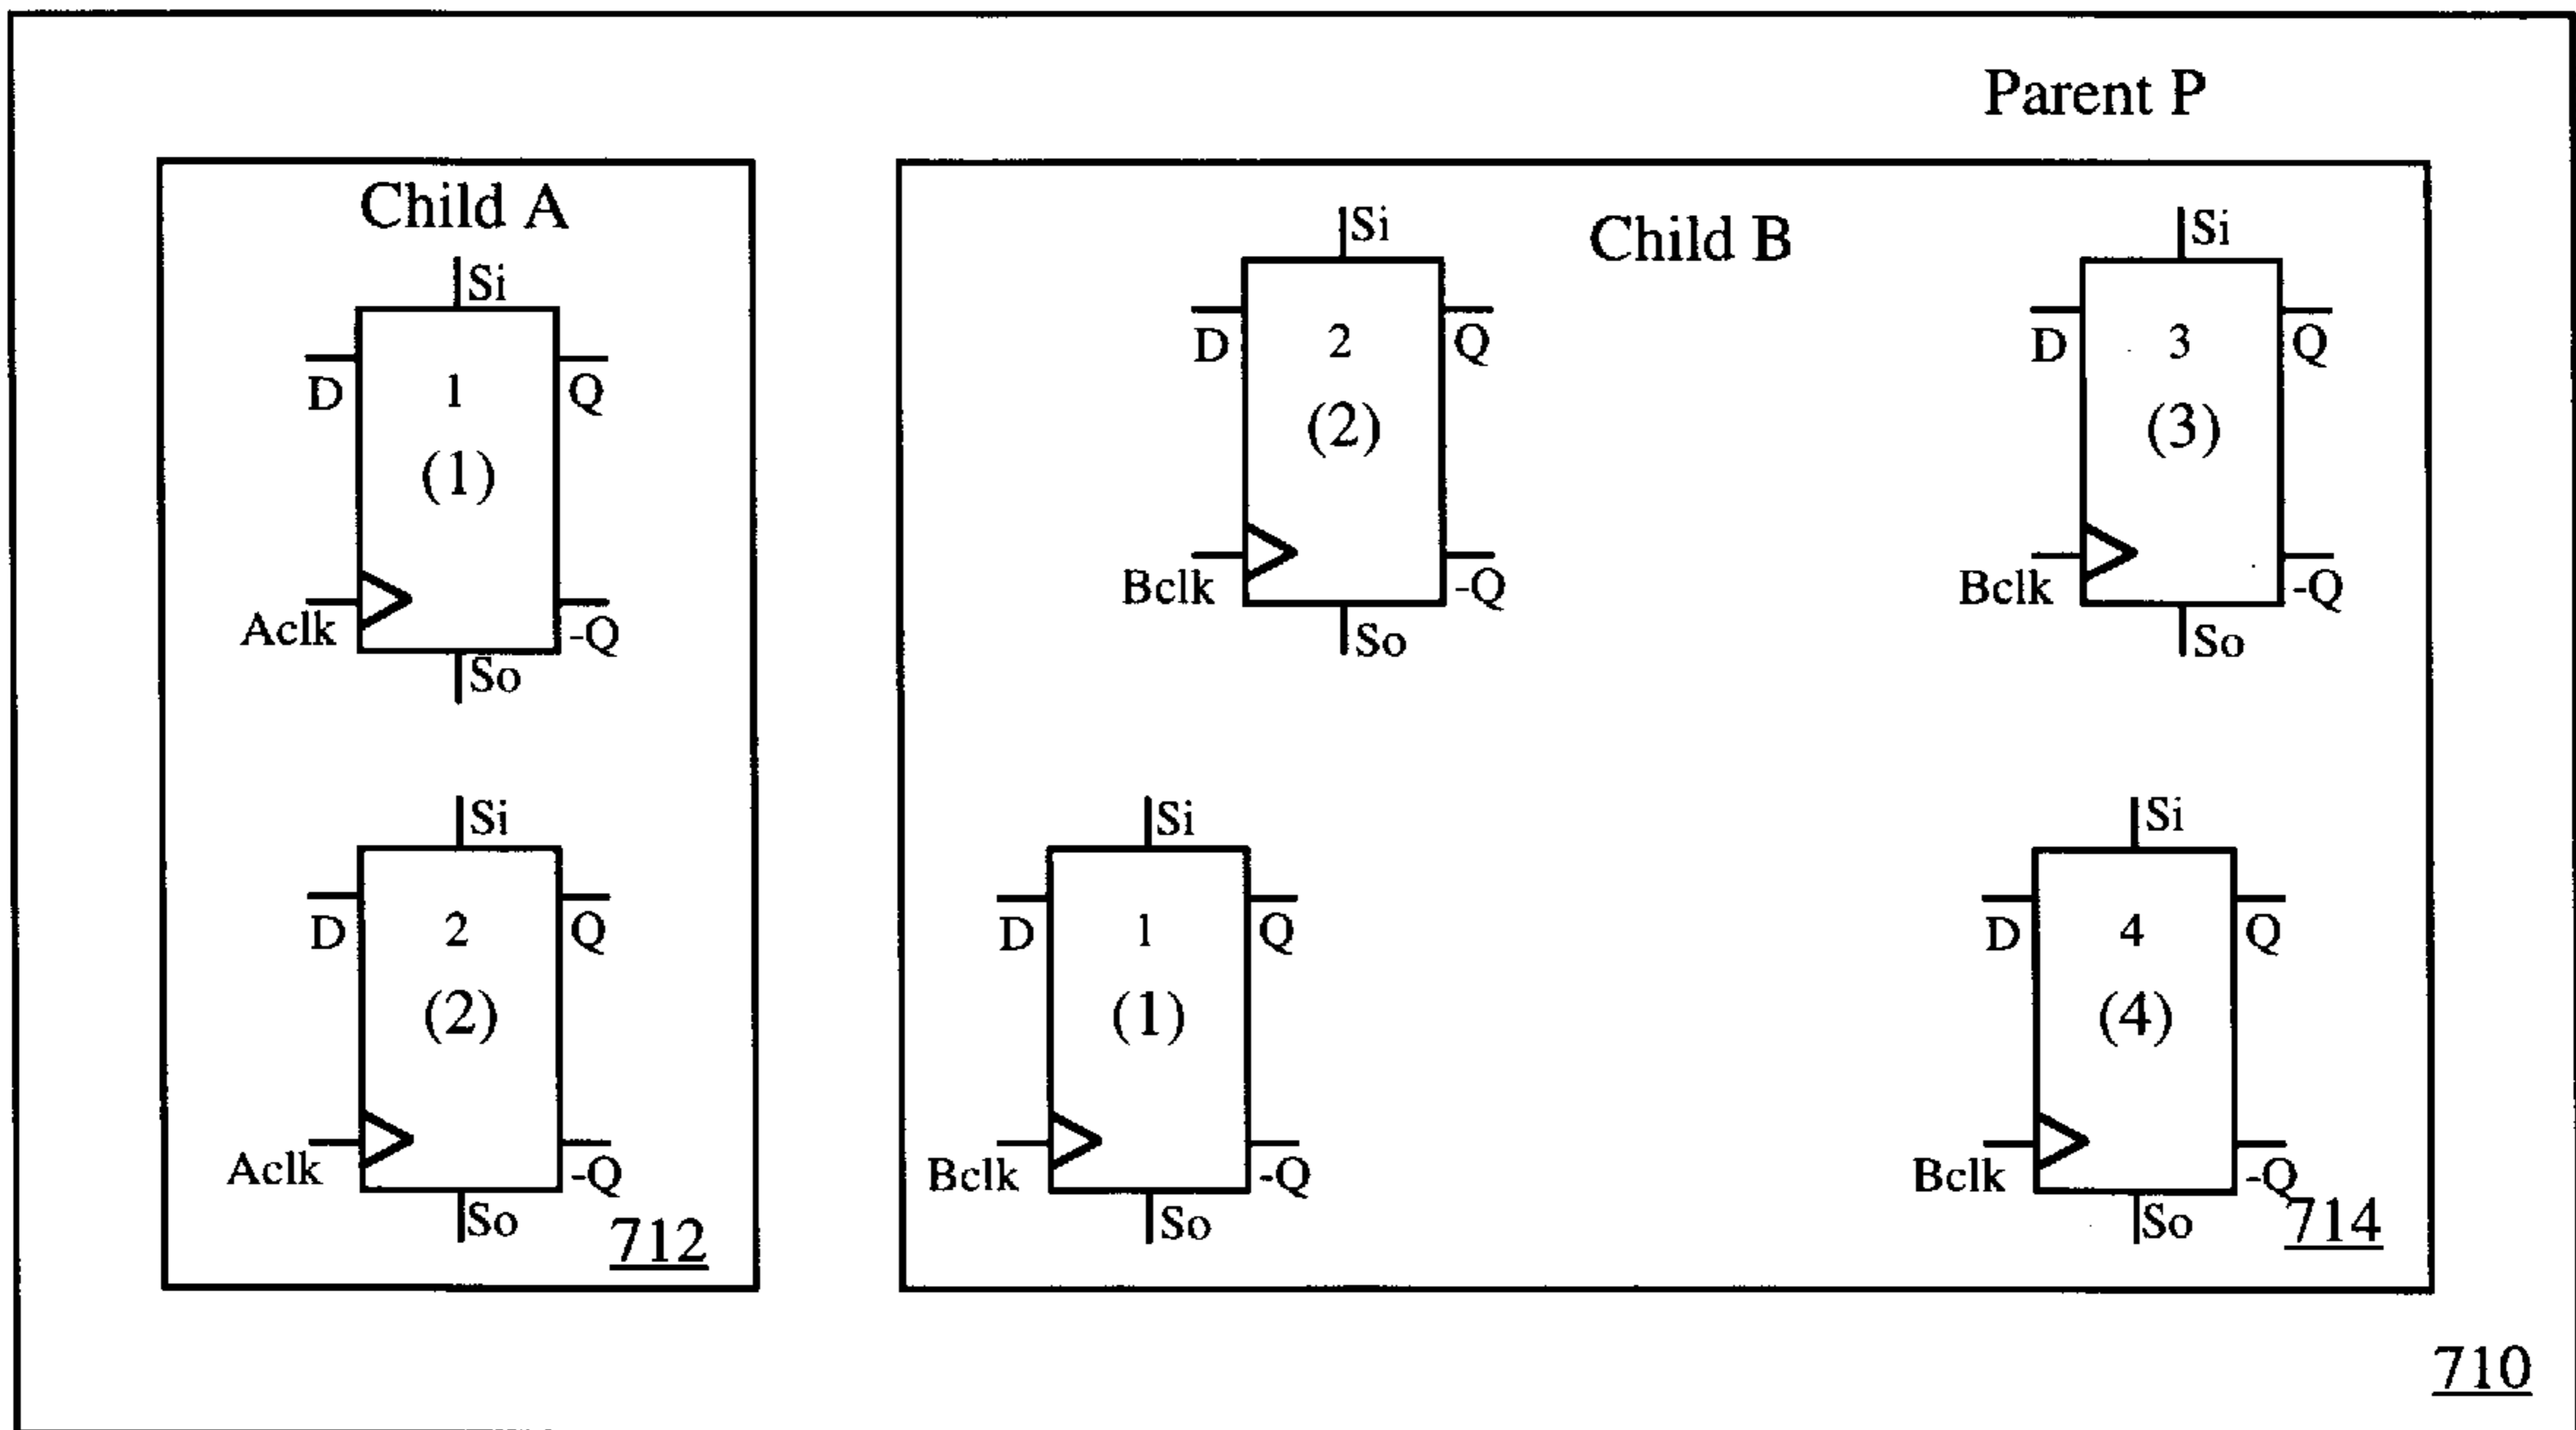 Parent P
Child A
Si
D
1
Q
(1)
Aclk
-Q
So
Si
D
2
Q
(2)
Aclk
-Q
So
712
Child B
Si
D
2
Q
(2)
Bclk
-Q
So
Si
D
3
Q
(3)
Bclk
-Q
So
Si
D
1
Q
(1)
Bclk
-Q
So
Si
D
4
Q
(4)
Bclk
-Q
So
714
710